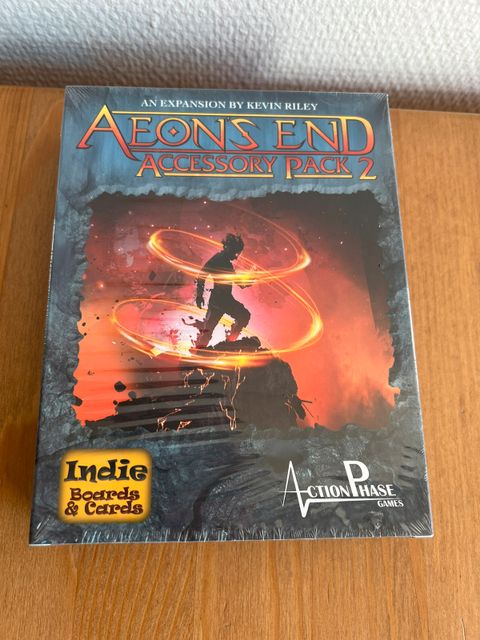 AN EXPANSION BY KEVIN RILEY
AEON'S END
ACCESSORY PACK 2
Indie
Boards
& Cards
ACTION PHASE
GAMES